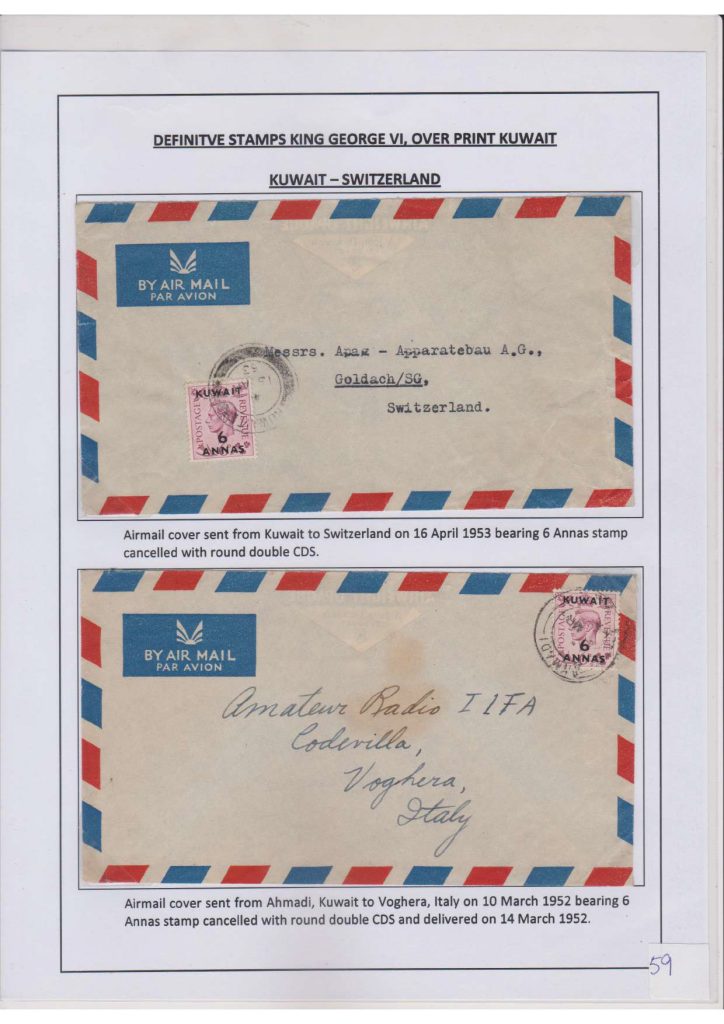 DEFINITVE STAMPS KING GEORGE VI, OVER PRINT KUWAIT
KUWAIT – SWITZERLAND
BY AIR MAIL
PAR AVION
Messrs. Apag - Apparatebau A.G.,
Goldach/SG,
Switzerland.
KUWAIT
POSTAGE
REVENUE
6
ANNAS
Airmail cover sent from Kuwait to Switzerland on 16 April 1953 bearing 6 Annas stamp
cancelled with round double CDS.
BY AIR MAIL
PAR AVION
KUWAIT
POSTAGE
REVENUE
6
ANNAS
Amateur Radio I1FA
Codevilla,
Voghera,
Italy
Airmail cover sent from Ahmadi, Kuwait to Voghera, Italy on 10 March 1952 bearing 6
Annas stamp cancelled with round double CDS and delivered on 14 March 1952.
59